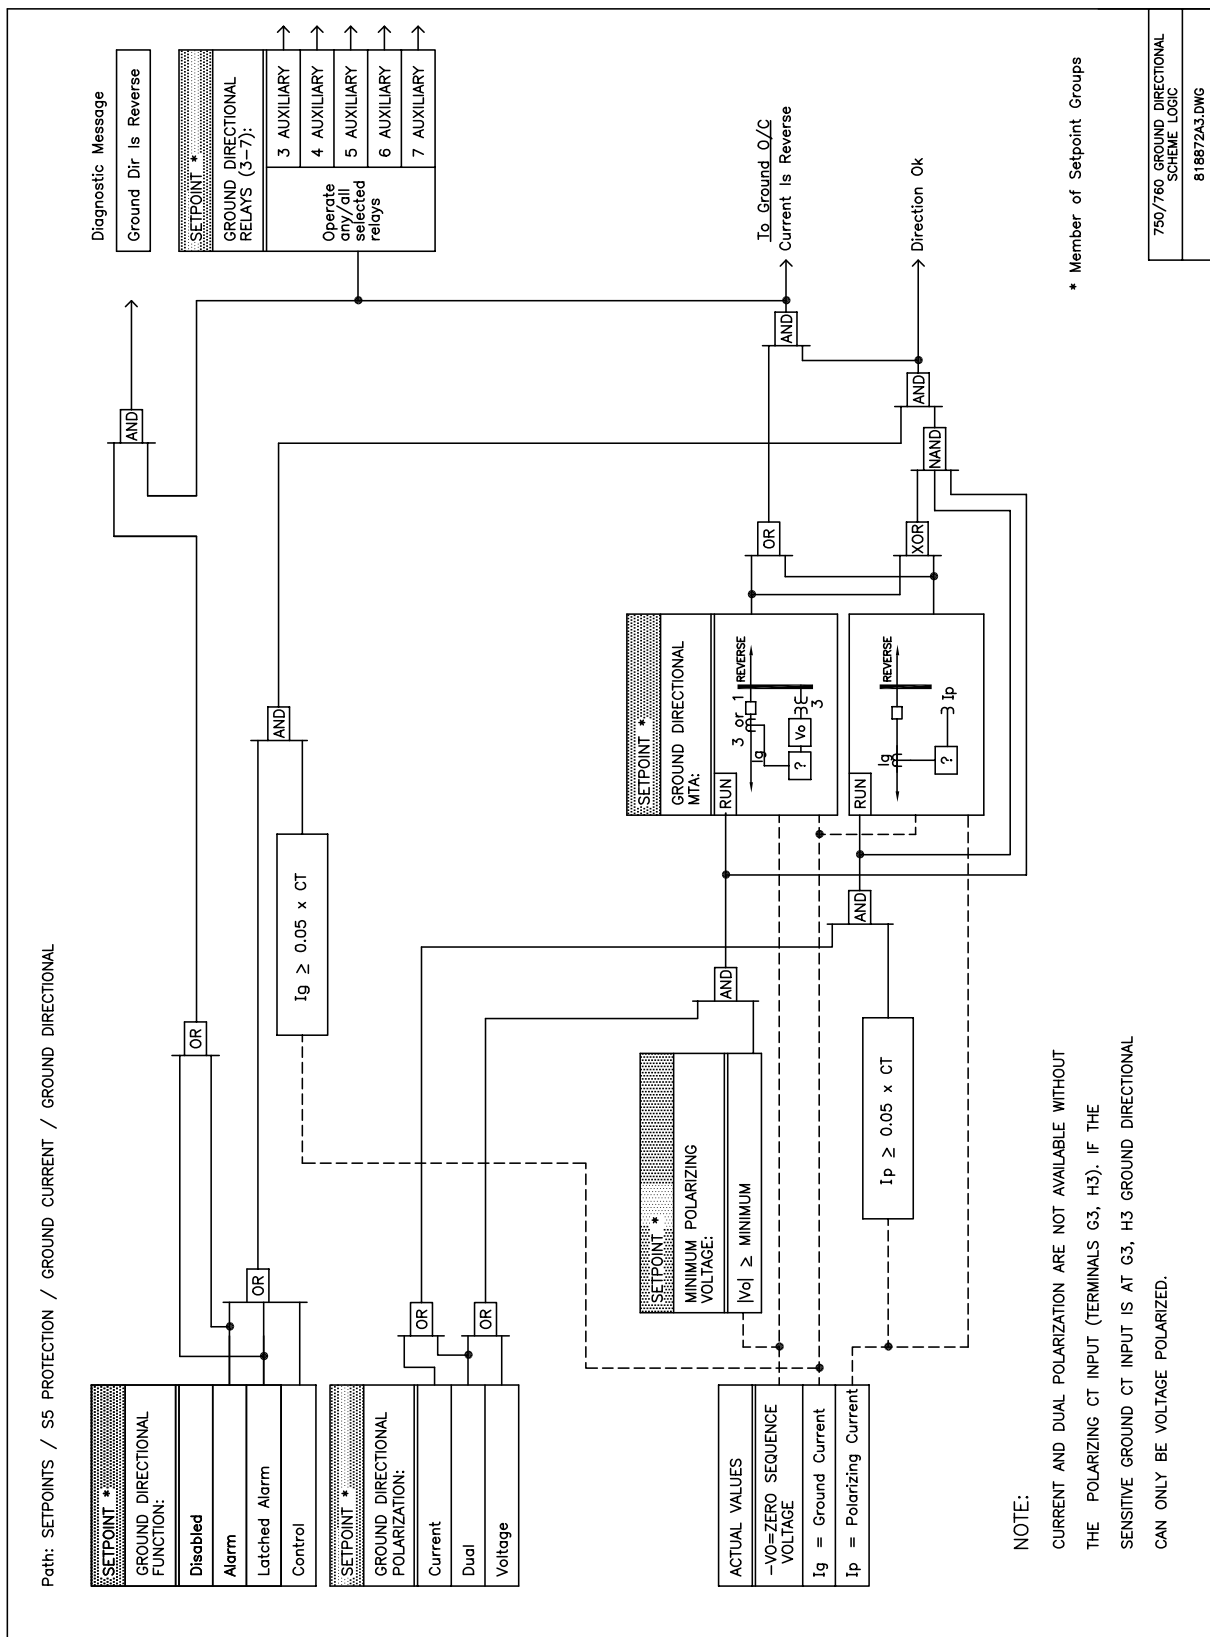 Path: SETPOINTS / S5 PROTECTION / GROUND CURRENT / GROUND DIRECTIONAL
SETPOINT *
GROUND DIRECTIONAL
FUNCTION:
Disabled
Alarm
Latched Alarm
Control
OR
OR
SETPOINT *
GROUND DIRECTIONAL
POLARIZATION:
Current
Dual
Voltage
OR
OR
ACTUAL VALUES
-VO=ZERO SEQUENCE
VOLTAGE
Ig = Ground Current
Ip = Polarizing Current
SETPOINT *
MINIMUM POLARIZING
VOLTAGE:
|Vo| ≥ MINIMUM
Ip ≥ 0.05 x CT
Ig ≥ 0.05 x CT
AND
AND
AND
SETPOINT *
GROUND DIRECTIONAL
MTA:
RUN
REVERSE
3 or 1
Ig
?
Vo
3
RUN
REVERSE
Ig
?
Ip
OR
XOR
NAND
AND
AND
AND
Diagnostic Message
Ground Dir Is Reverse
SETPOINT *
GROUND DIRECTIONAL
RELAYS (3-7):
Operate
any/all
selected
relays
3 AUXILIARY
4 AUXILIARY
5 AUXILIARY
6 AUXILIARY
7 AUXILIARY
To Ground O/C
Current Is Reverse
Direction Ok
* Member of Setpoint Groups
NOTE:
CURRENT AND DUAL POLARIZATION ARE NOT AVAILABLE WITHOUT
THE POLARIZING CT INPUT (TERMINALS G3, H3). IF THE
SENSITIVE GROUND CT INPUT IS AT G3, H3 GROUND DIRECTIONAL
CAN ONLY BE VOLTAGE POLARIZED.
750/760 GROUND DIRECTIONAL
SCHEME LOGIC
818872A3.DWG